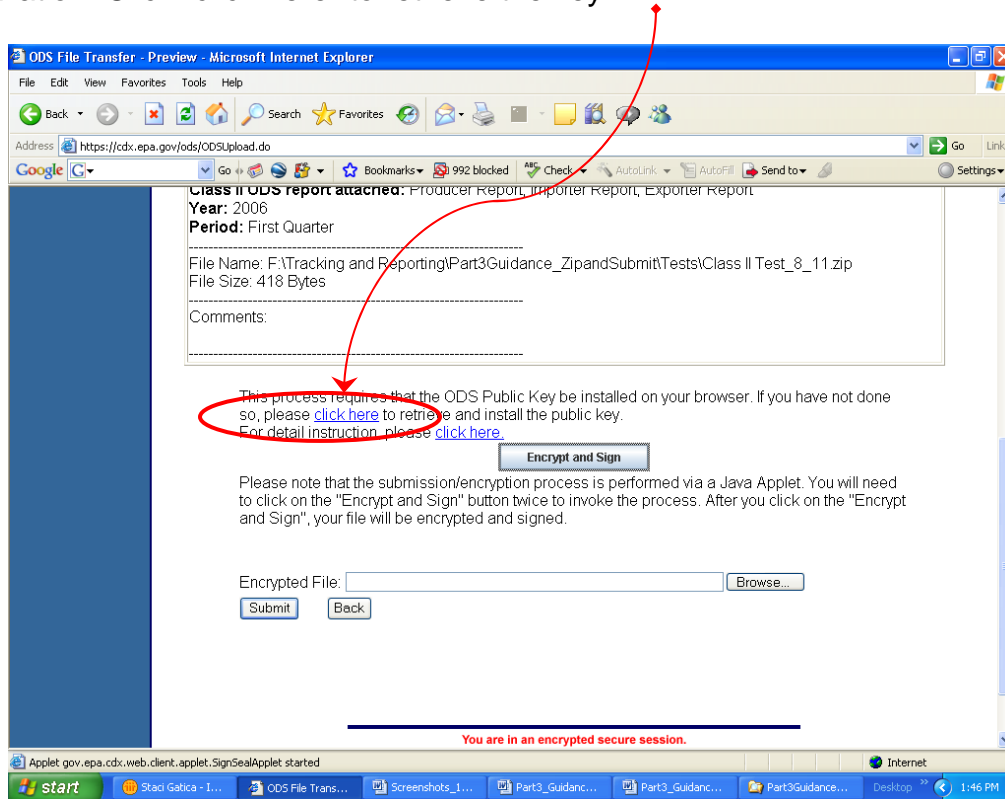 ODS File Transfer - Preview - Microsoft Internet Explorer
File Edit View Favorites Tools Help
Back Search Favorites
Address https://cdx.epa.gov/ods/ODSUpload.do Go Link
Google G Go Bookmarks 992 blocked ABC Check AutoLink AutoFill Send to Settings
Class II ODS report attached: Producer Report, Importer Report, Exporter Report
Year: 2006
Period: First Quarter
--------------------------------------------------------------------
File Name: F:\Tracking and Reporting\Part3Guidance_ZipandSubmit\Tests\Class II Test_8_11.zip
File Size: 418 Bytes
--------------------------------------------------------------------
Comments:
--------------------------------------------------------------------
This process requires that the ODS Public Key be installed on your browser. If you have not done
so, please click here to retrieve and install the public key.
For detail instruction, please click here.
Encrypt and Sign
Please note that the submission/encryption process is performed via a Java Applet. You will need
to click on the "Encrypt and Sign" button twice to invoke the process. After you click on the "Encrypt
and Sign", your file will be encrypted and signed.
Encrypted File: Browse...
Submit Back
You are in an encrypted secure session.
Applet gov.epa.cdx.web.client.applet.SignSealApplet started Internet
start Staci Gatica - I... ODS File Trans... Screenshots_1... Part3_Guidanc... Part3_Guidanc... Part3Guidance... Desktop 1:46 PM